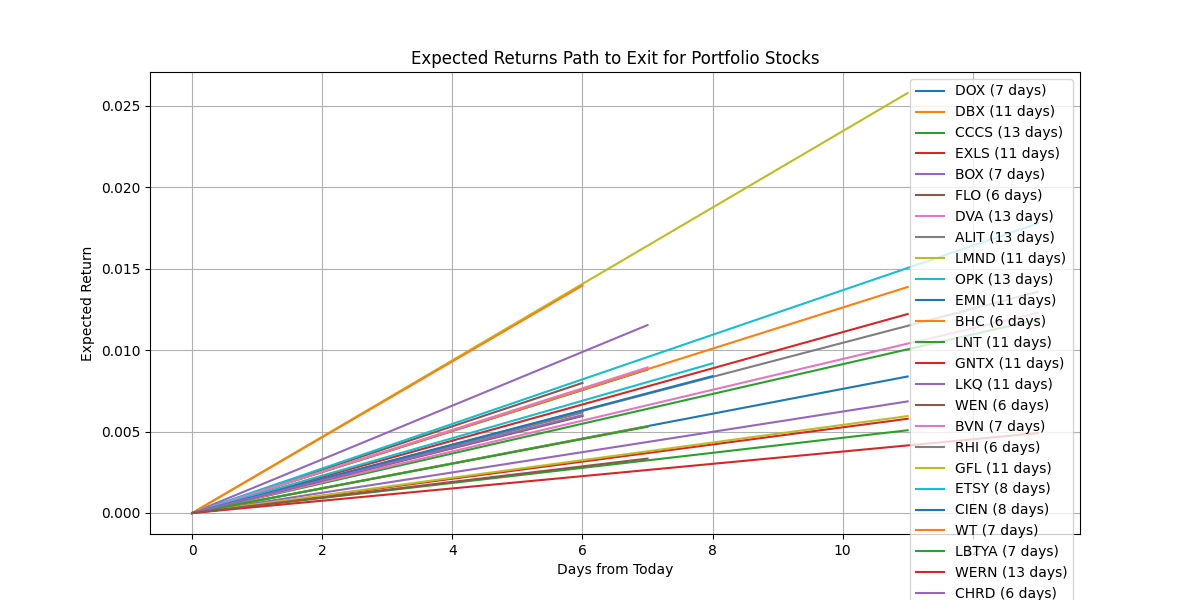 Expected Returns Path to Exit for Portfolio Stocks
Expected Return
0.025
0.020
0.015
0.010
0.005
0.000
0
2
4
6
8
10
Days from Today
DOX (7 days)
DBX (11 days)
CCCS (13 days)
EXLS (11 days)
BOX (7 days)
FLO (6 days)
DVA (13 days)
ALIT (13 days)
LMND (11 days)
OPK (13 days)
EMN (11 days)
BHC (6 days)
LNT (11 days)
GNTX (11 days)
LKQ (11 days)
WEN (6 days)
BVN (7 days)
RHI (6 days)
GFL (11 days)
ETSY (8 days)
CIEN (8 days)
WT (7 days)
LBTYA (7 days)
WERN (13 days)
CHRD (6 days)